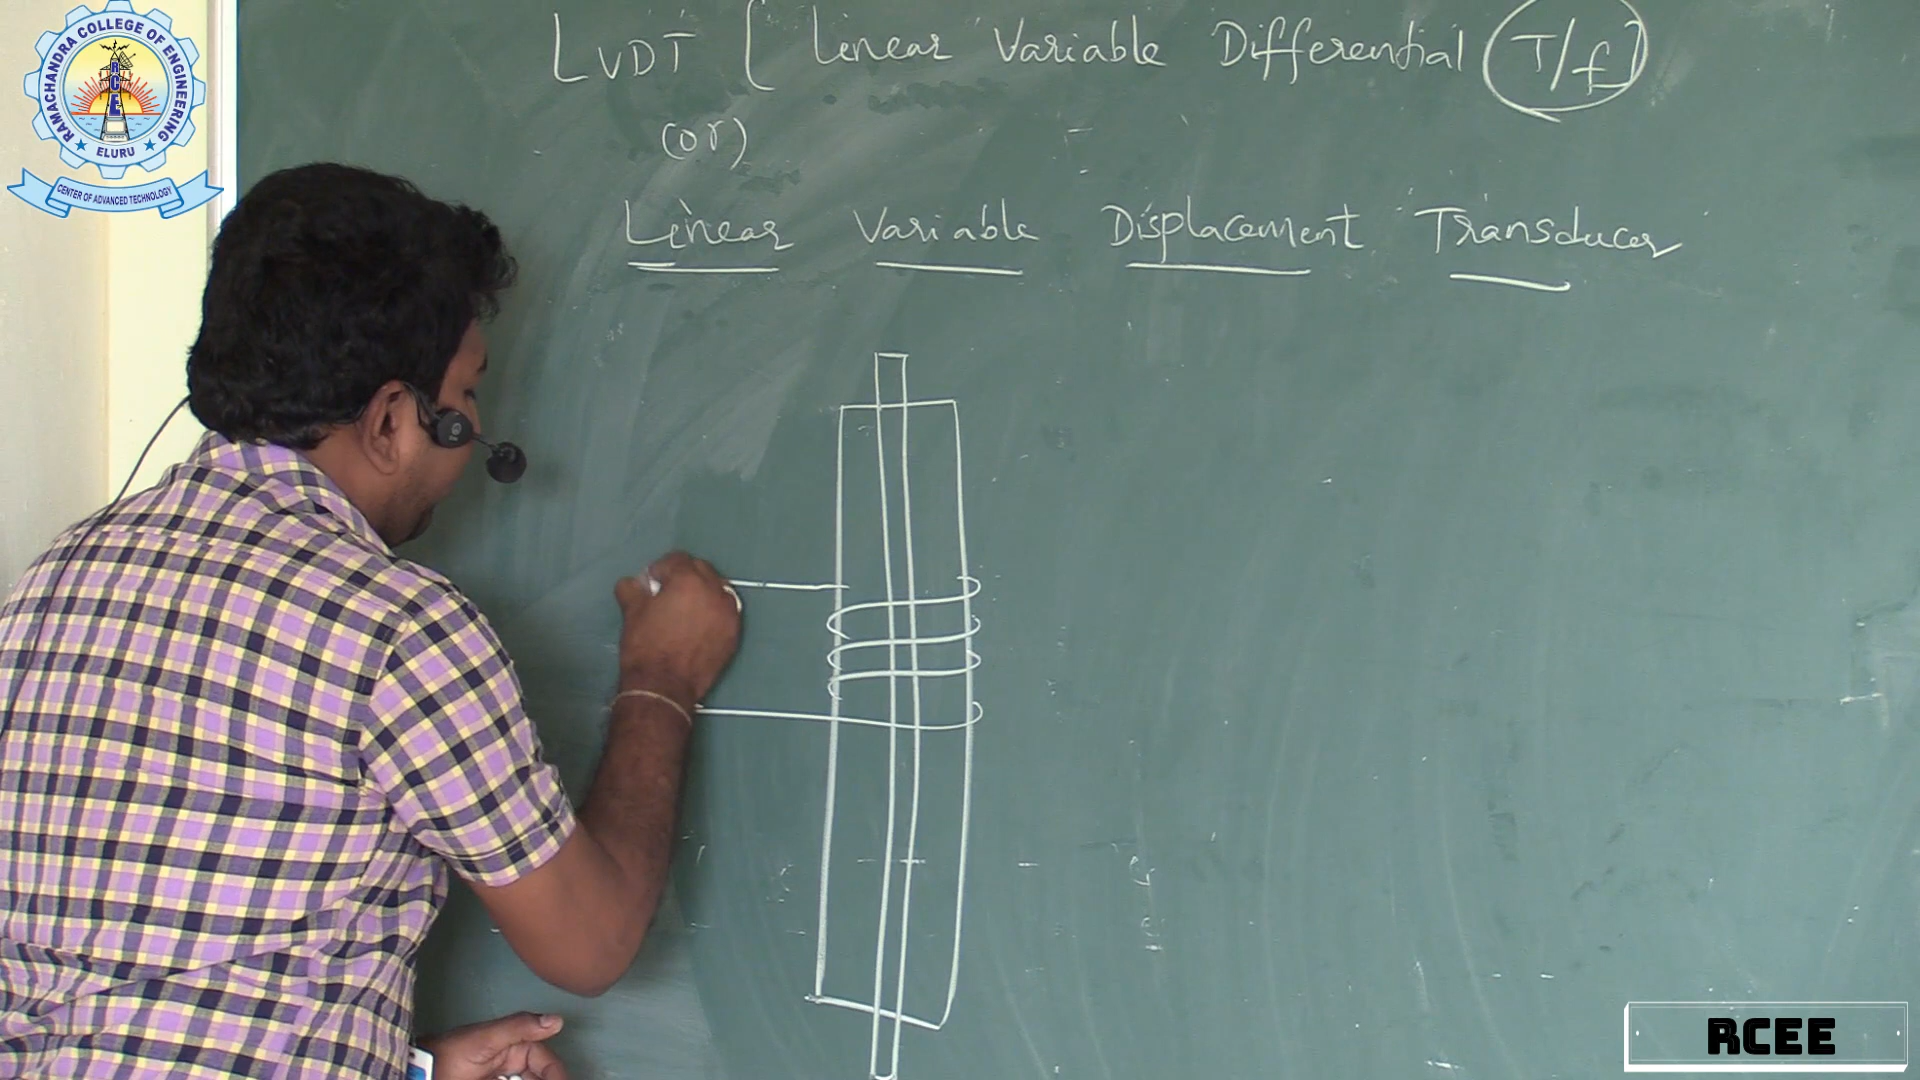 RAMACHANDRA COLLEGE OF ENGINEERING
RCEE
ELURU
CENTER OF ADVANCED TECHNOLOGY
LVDT [ Linear Variable Differential T/f ]
(or)
Linear Variable Displacement Transducer
RCEE